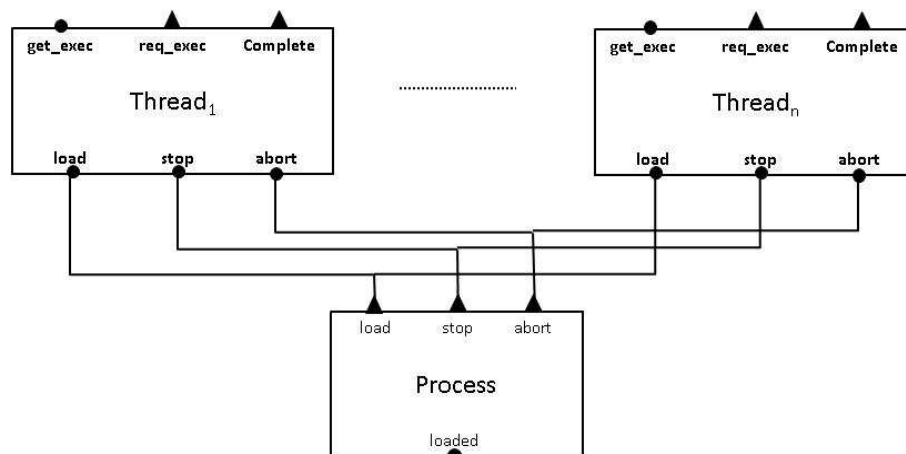 get_exec req_exec Complete get_exec req_exec Complete
Thread1 Threadn
load stop abort load stop abort
load stop abort
Process
loaded